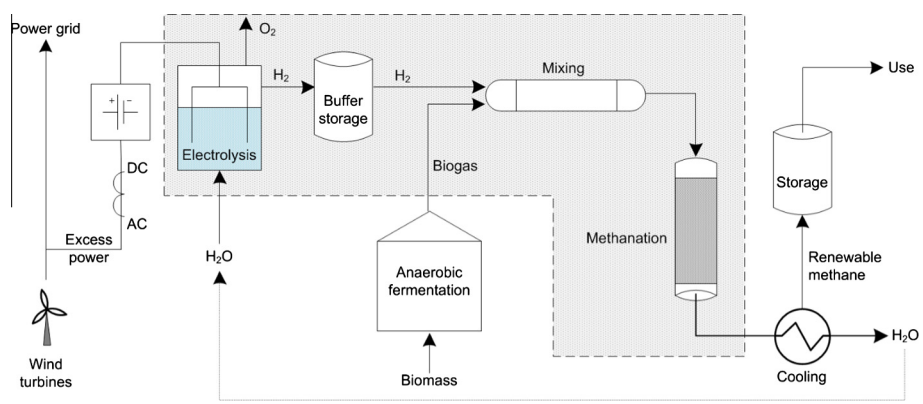 Power grid
O2
H2
H2
Mixing
Use
+ −
Buffer
storage
Electrolysis
Biogas
DC
Storage
AC
Excess
power
H2O
Methanation
Anaerobic
fermentation
Renewable
methane
H2O
Wind
turbines
Biomass
Cooling